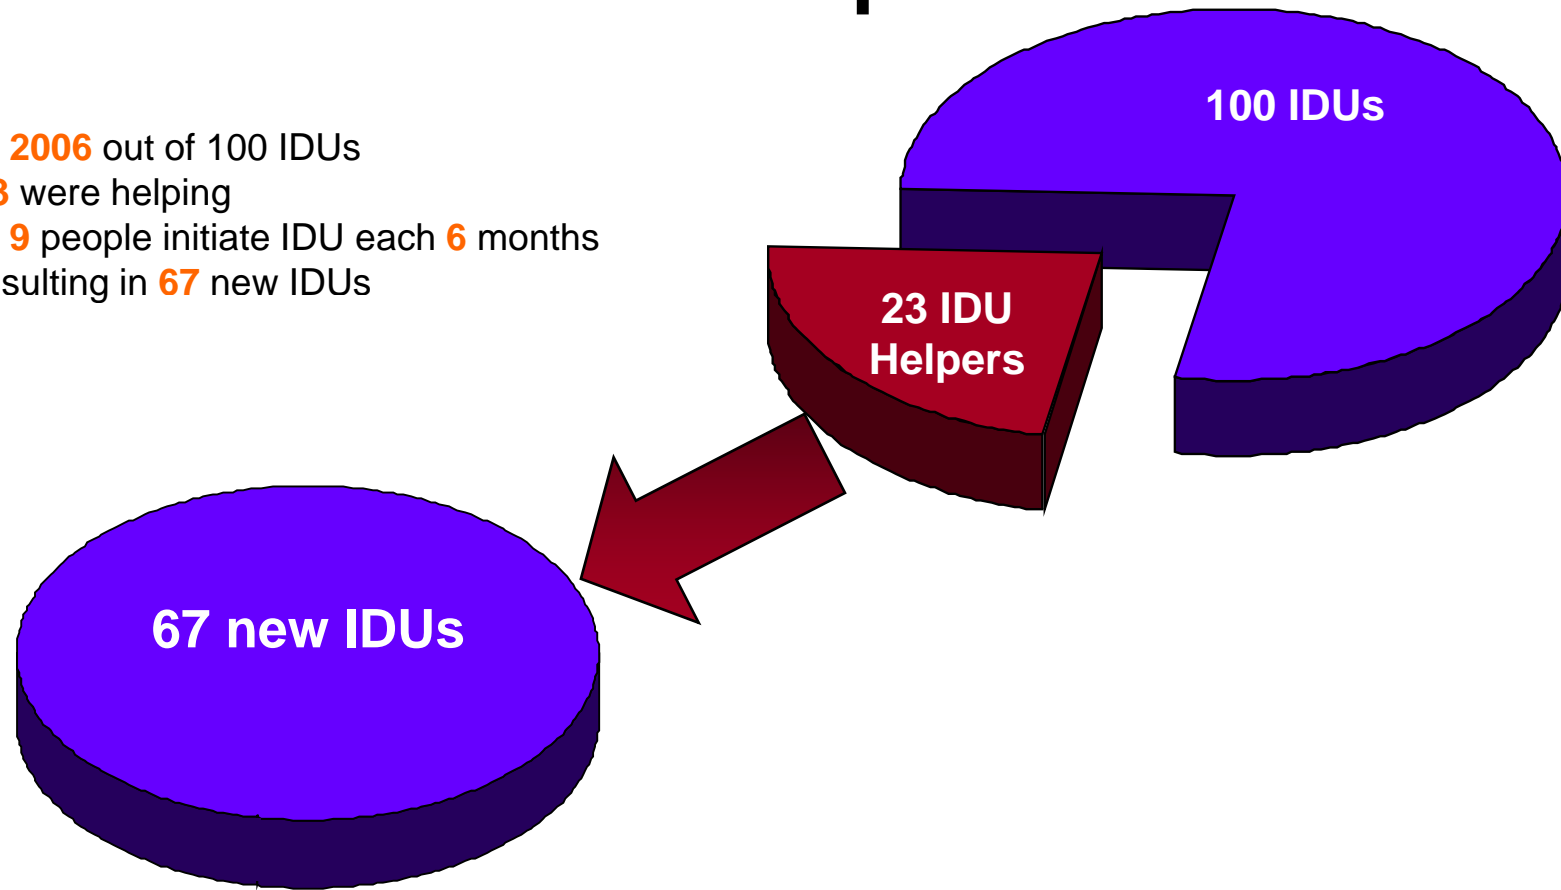 2006 out of 100 IDUs
3 were helping
9 people initiate IDU each 6 months
sulting in 67 new IDUs
100 IDUs
23 IDU
Helpers
67 new IDUs